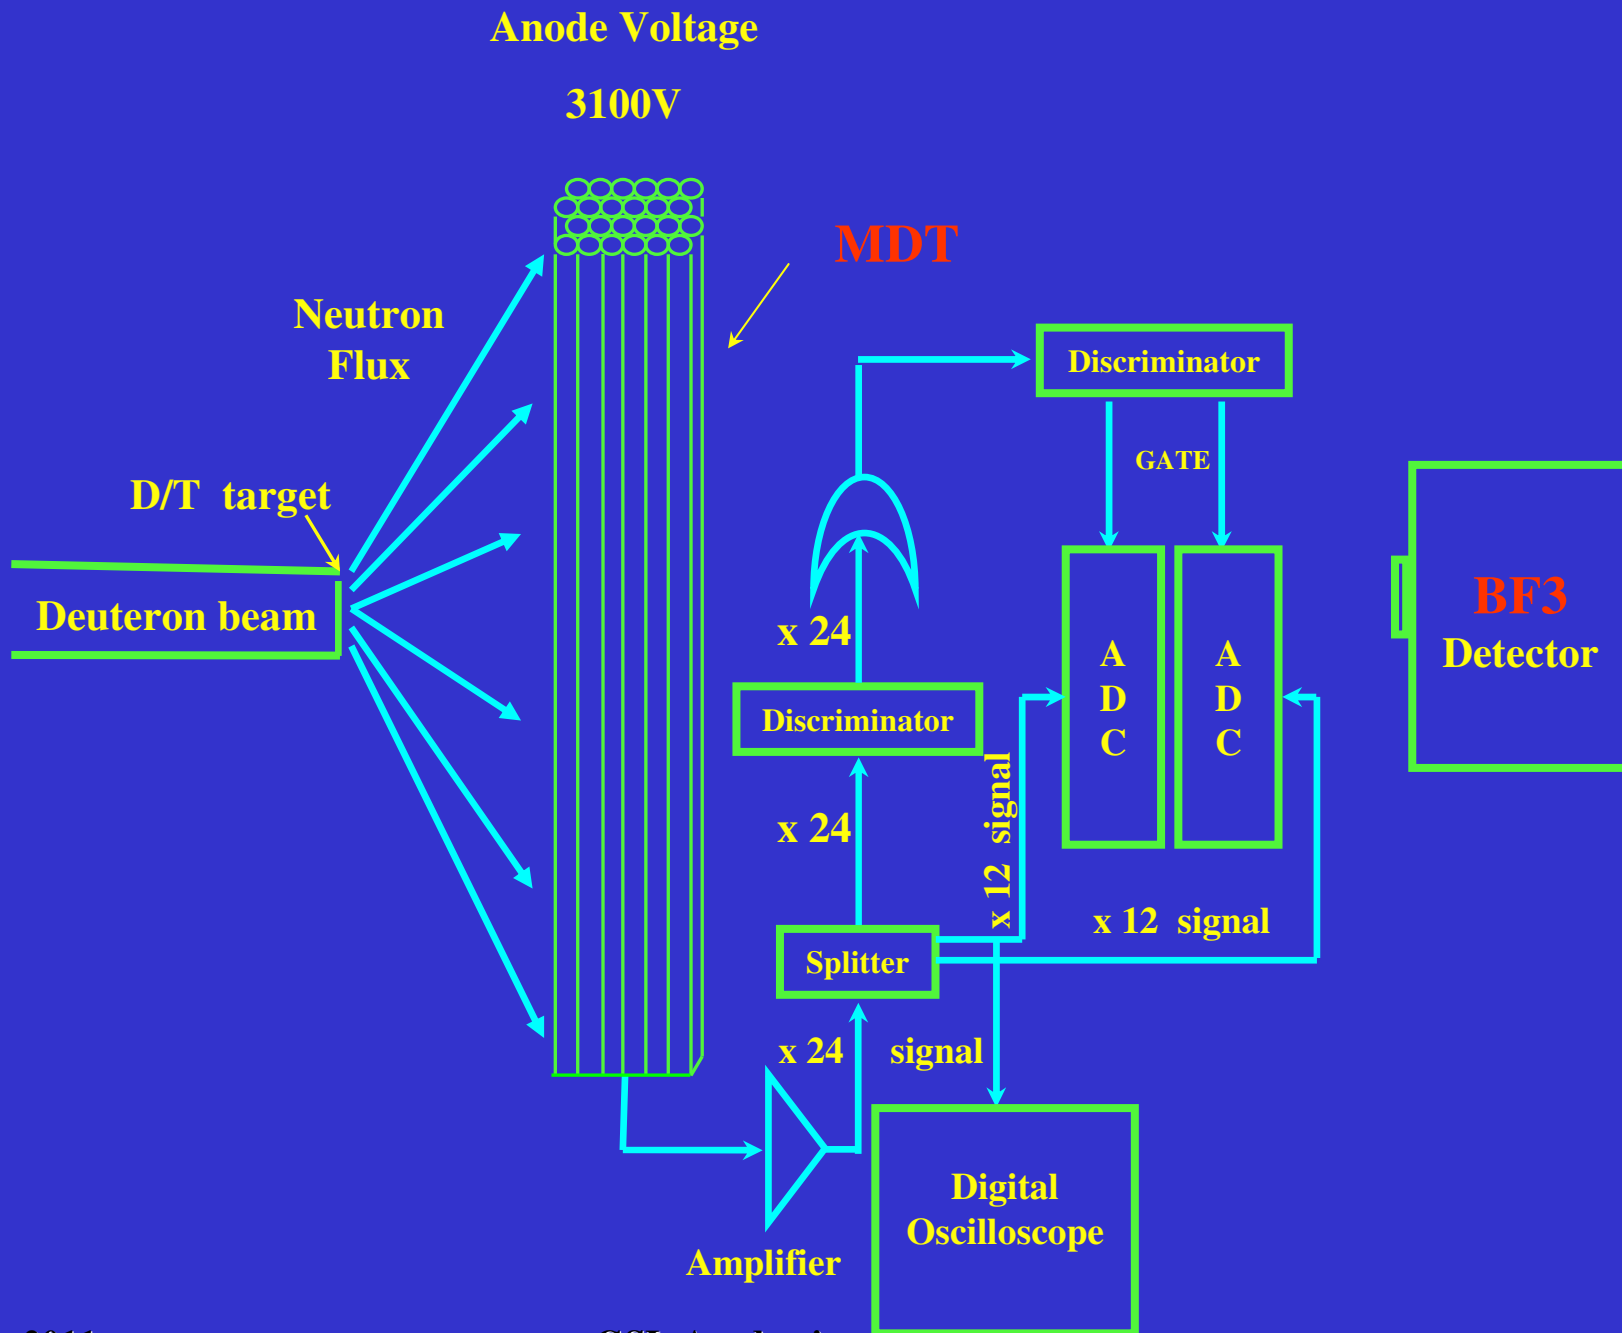 Anode Voltage
3100V
MDT
Neutron
Flux
Discriminator
GATE
D/T target
Deuteron beam
BF3
Detector
x 24
A
D
C
A
D
C
Discriminator
x 24
x 12 signal
x 12 signal
Splitter
x 24 signal
Digital
Oscilloscope
Amplifier